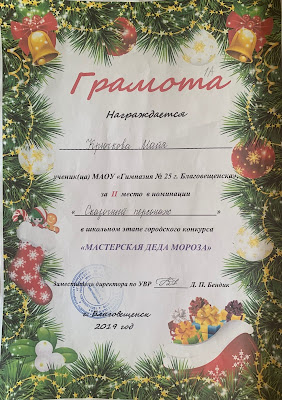 1А
Грамота
Награждается
Крюкова Майя
ученик(ца) МАОУ «Гимназия № 25 г. Благовещенска»
за II место в номинации
« Сказочный персонаж »
в школьном этапе городского конкурса
«МАСТЕРСКАЯ ДЕДА МОРОЗА»
Заместитель директора по УВР Д. П. Бендик
г. Благовещенск
2019 год